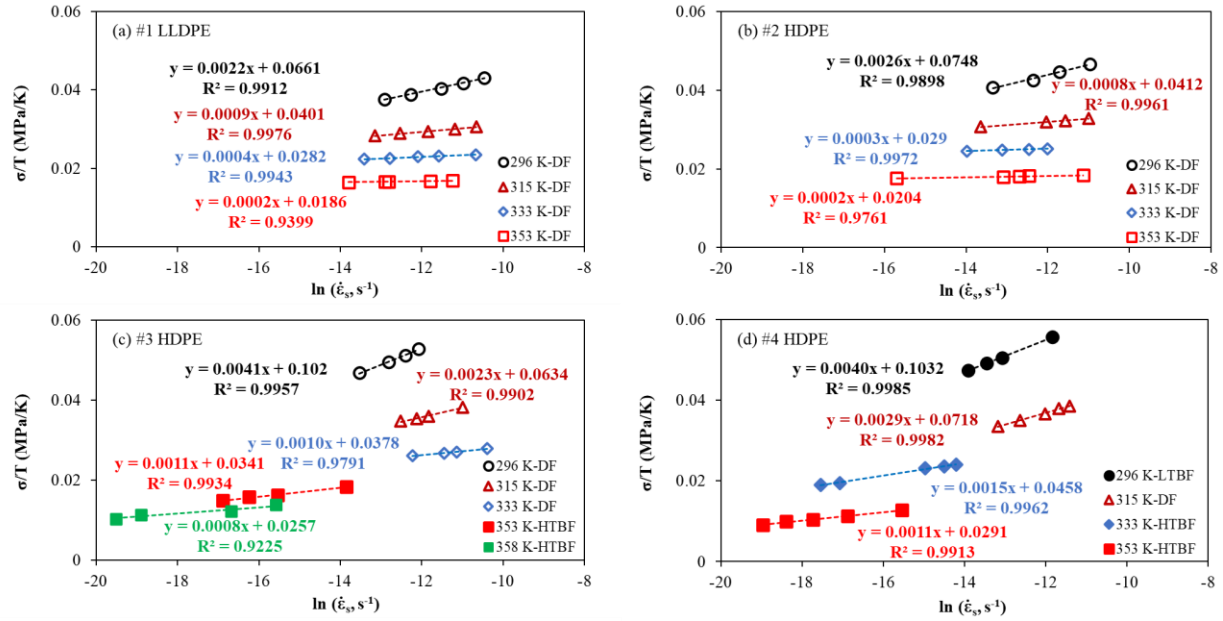 (a) #1 LLDPE
σ/T (MPa/K)
0.06
0.04
0.02
0
y = 0.0022x + 0.0661
R² = 0.9912
y = 0.0009x + 0.0401
R² = 0.9976
y = 0.0004x + 0.0282
R² = 0.9943
y = 0.0002x + 0.0186
R² = 0.9399
296 K-DF
315 K-DF
333 K-DF
353 K-DF
-20 -18 -16 -14 -12 -10 -8
ln (ε̇s, s⁻¹)
(b) #2 HDPE
σ/T (MPa/K)
0.06
0.04
0.02
0
y = 0.0026x + 0.0748
R² = 0.9898
y = 0.0008x + 0.0412
R² = 0.9961
y = 0.0003x + 0.029
R² = 0.9972
y = 0.0002x + 0.0204
R² = 0.9761
296 K-DF
315 K-DF
333 K-DF
353 K-DF
-20 -18 -16 -14 -12 -10 -8
ln (ε̇s, s⁻¹)
(c) #3 HDPE
σ/T (MPa/K)
0.06
0.04
0.02
0
y = 0.0041x + 0.102
R² = 0.9957
y = 0.0023x + 0.0634
R² = 0.9902
y = 0.0010x + 0.0378
R² = 0.9791
y = 0.0011x + 0.0341
R² = 0.9934
y = 0.0008x + 0.0257
R² = 0.9225
296 K-DF
315 K-DF
333 K-DF
353 K-HTBF
358 K-HTBF
-20 -18 -16 -14 -12 -10 -8
ln (ε̇s, s⁻¹)
(d) #4 HDPE
σ/T (MPa/K)
0.06
0.04
0.02
0
y = 0.0040x + 0.1032
R² = 0.9985
y = 0.0029x + 0.0718
R² = 0.9982
y = 0.0015x + 0.0458
R² = 0.9962
y = 0.0011x + 0.0291
R² = 0.9913
296 K-LTBF
315 K-DF
333 K-HTBF
353 K-HTBF
-20 -18 -16 -14 -12 -10 -8
ln (ε̇s, s⁻¹)